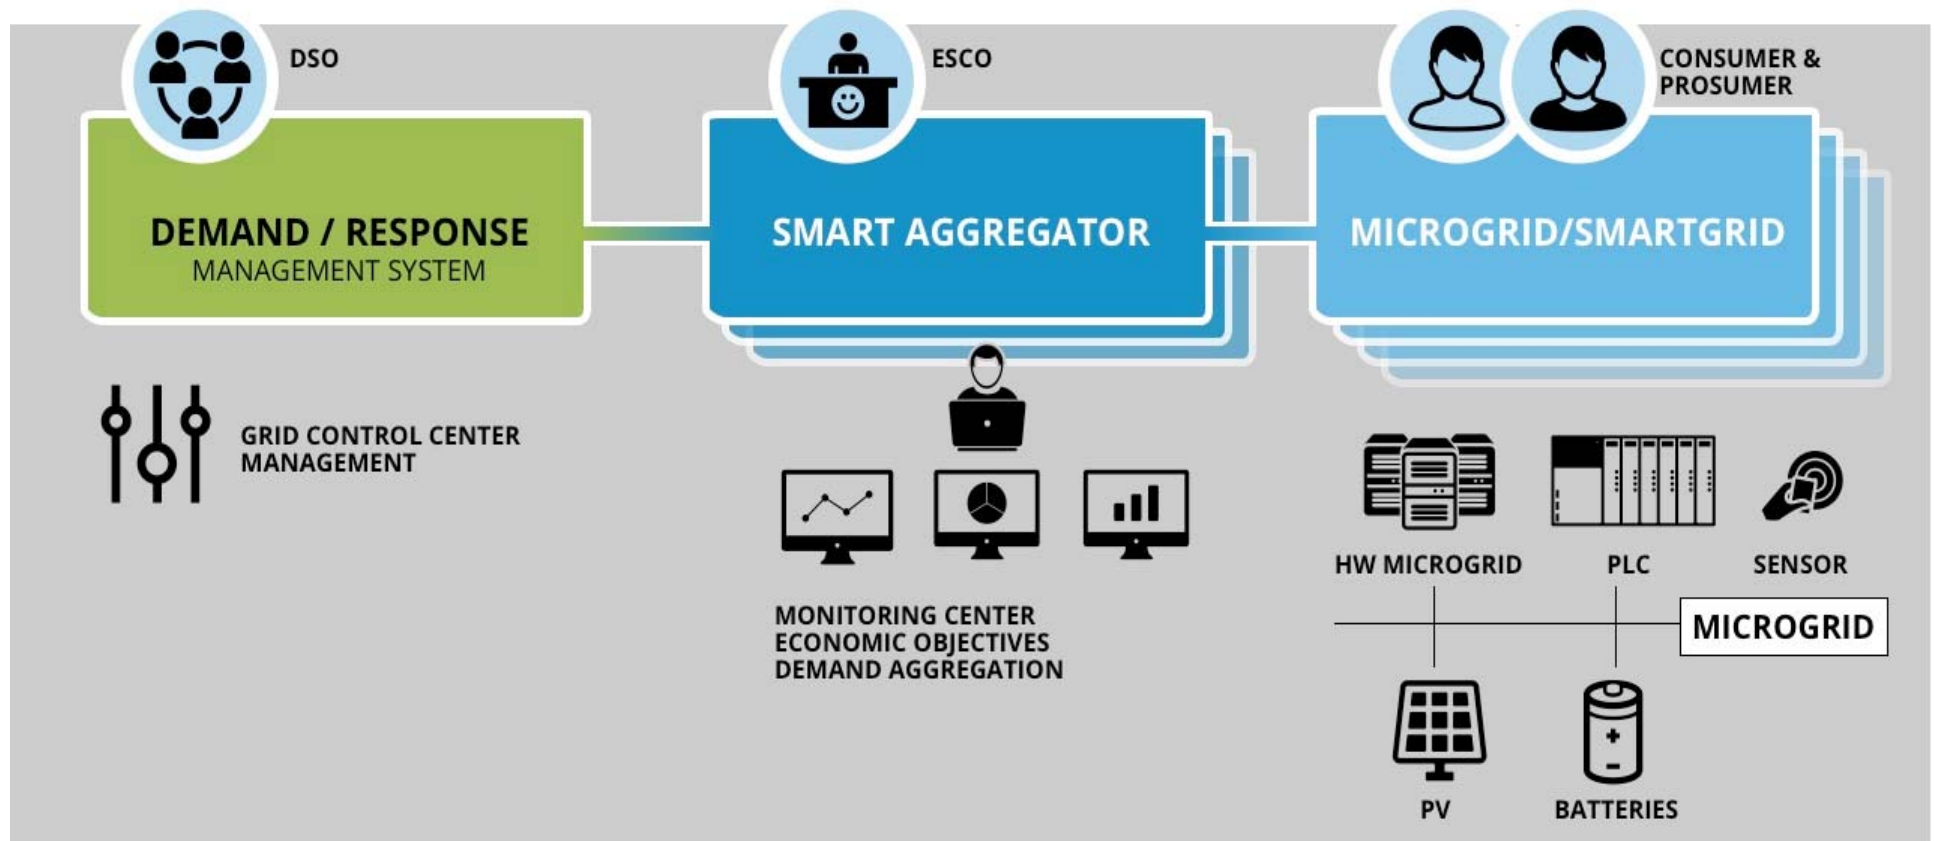 DSO
DEMAND / RESPONSE
MANAGEMENT SYSTEM
GRID CONTROL CENTER
MANAGEMENT
ESCO
SMART AGGREGATOR
MONITORING CENTER
ECONOMIC OBJECTIVES
DEMAND AGGREGATION
CONSUMER &
PROSUMER
MICROGRID/SMARTGRID
HW MICROGRID
PLC
SENSOR
MICROGRID
PV
BATTERIES